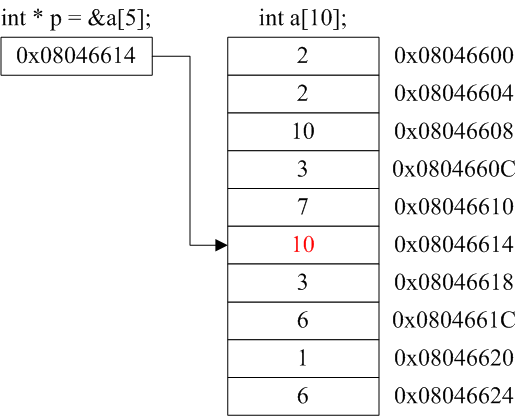 int * p = &a[5];
int a[10];
0x08046614
2 0x08046600
2 0x08046604
10 0x08046608
3 0x0804660C
7 0x08046610
10 0x08046614
3 0x08046618
6 0x0804661C
1 0x08046620
6 0x08046624